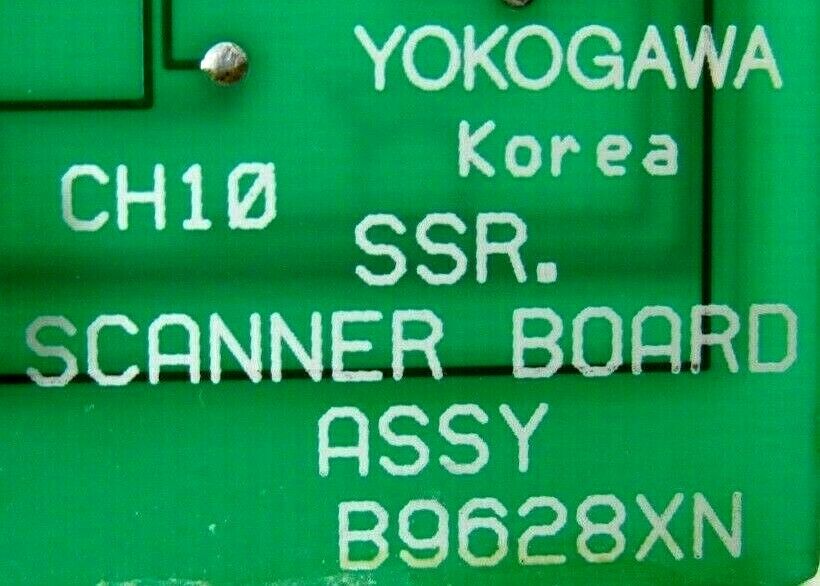 YOKOGAWA
Korea
CH10
SSR.
SCANNER BOARD
ASSY
B9628XN